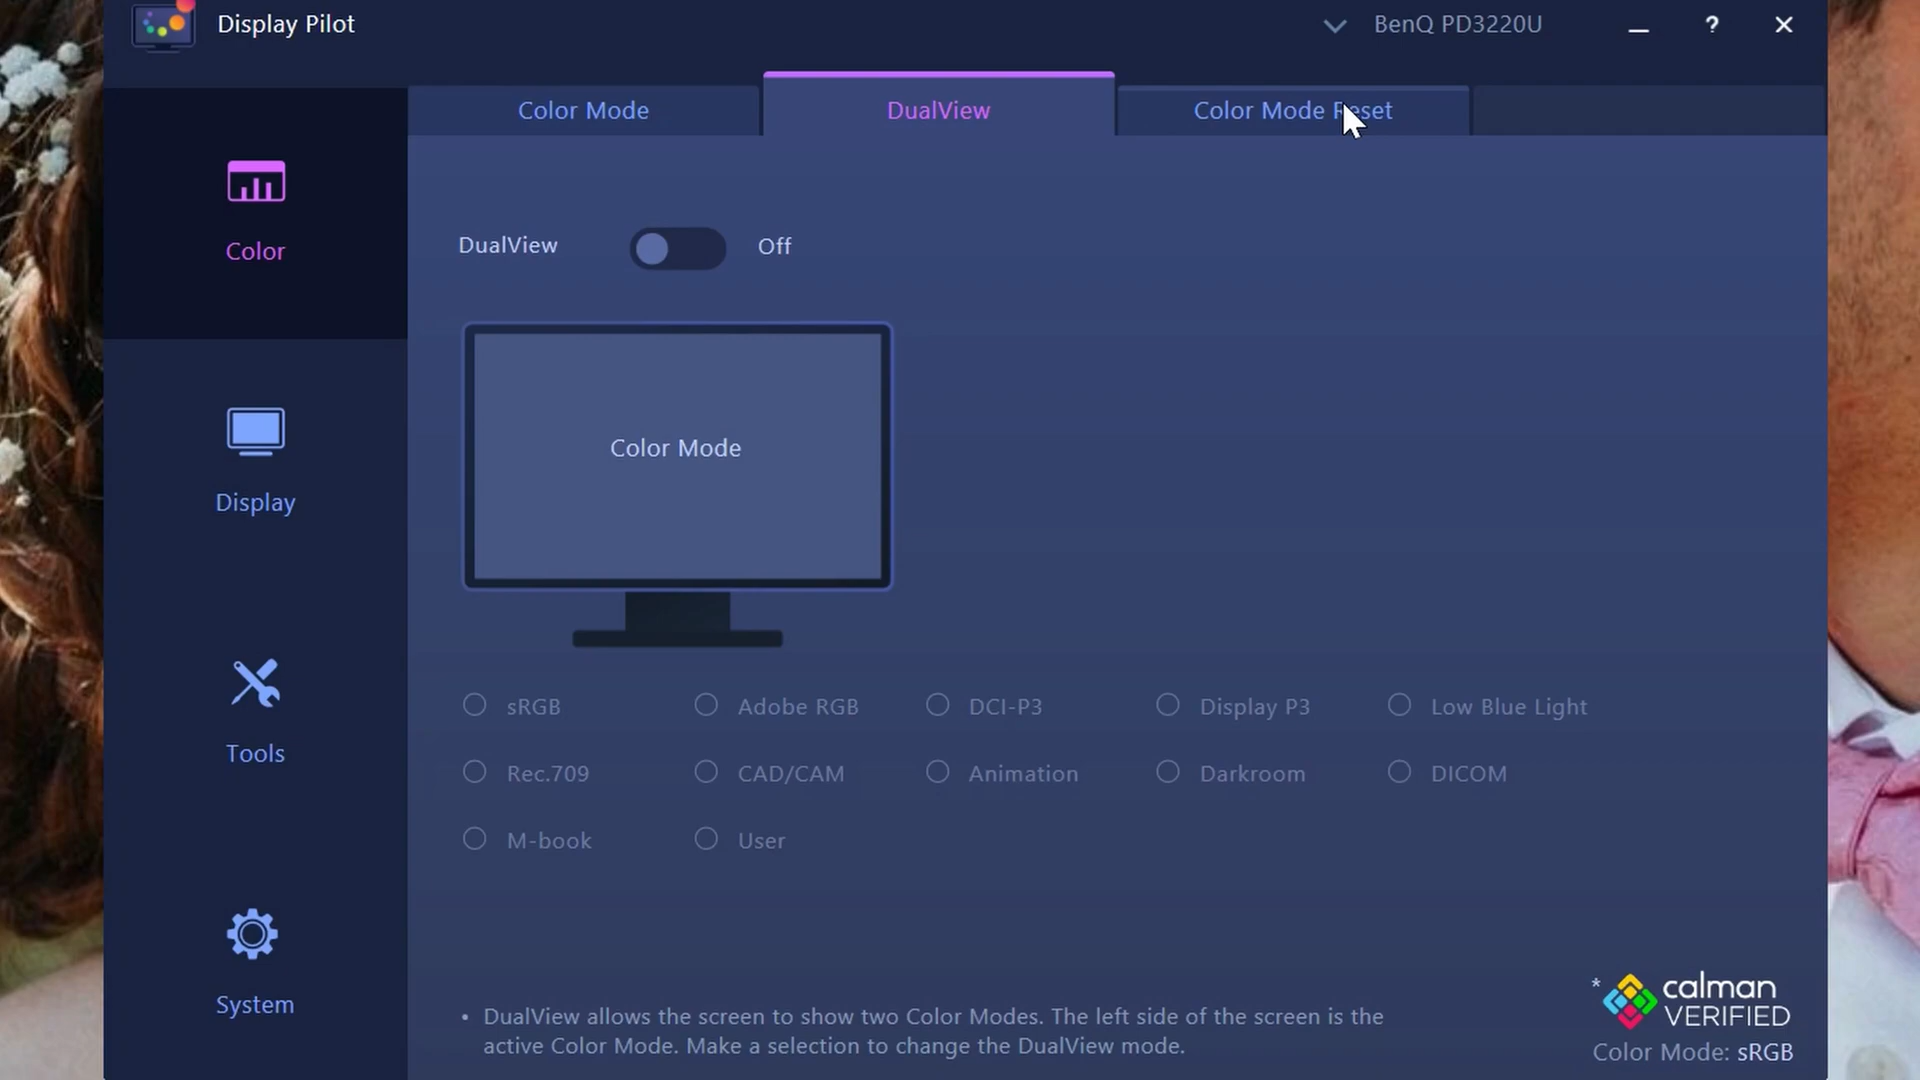 Display Pilot
BenQ PD3220U
?
Color Mode
DualView
Color Mode Reset
Color
DualView
Off
Color Mode
Display
sRGB
Adobe RGB
DCI-P3
Display P3
Low Blue Light
Rec.709
CAD/CAM
Animation
Darkroom
DICOM
Tools
M-book
User
System
• DualView allows the screen to show two Color Modes. The left side of the screen is the
active Color Mode. Make a selection to change the DualView mode.
* calman
VERIFIED
Color Mode: sRGB